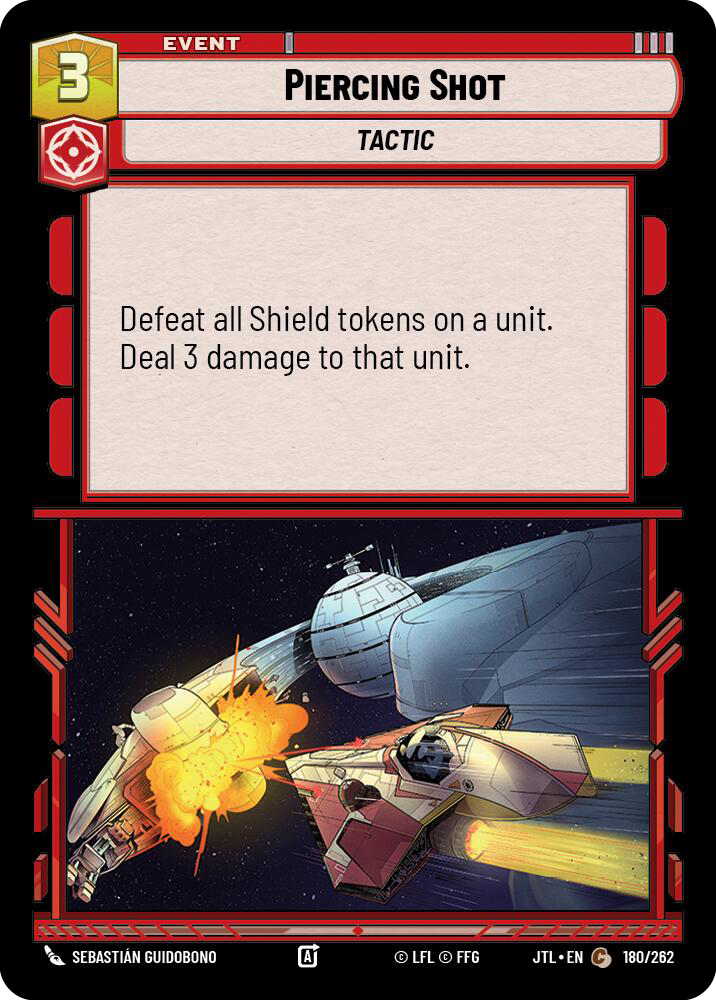 EVENT
3
PIERCING SHOT
TACTIC
Defeat all Shield tokens on a unit.
Deal 3 damage to that unit.
SEBASTIÁN GUIDOBONO
A
© LFL © FFG
JTL • EN
C
180/262